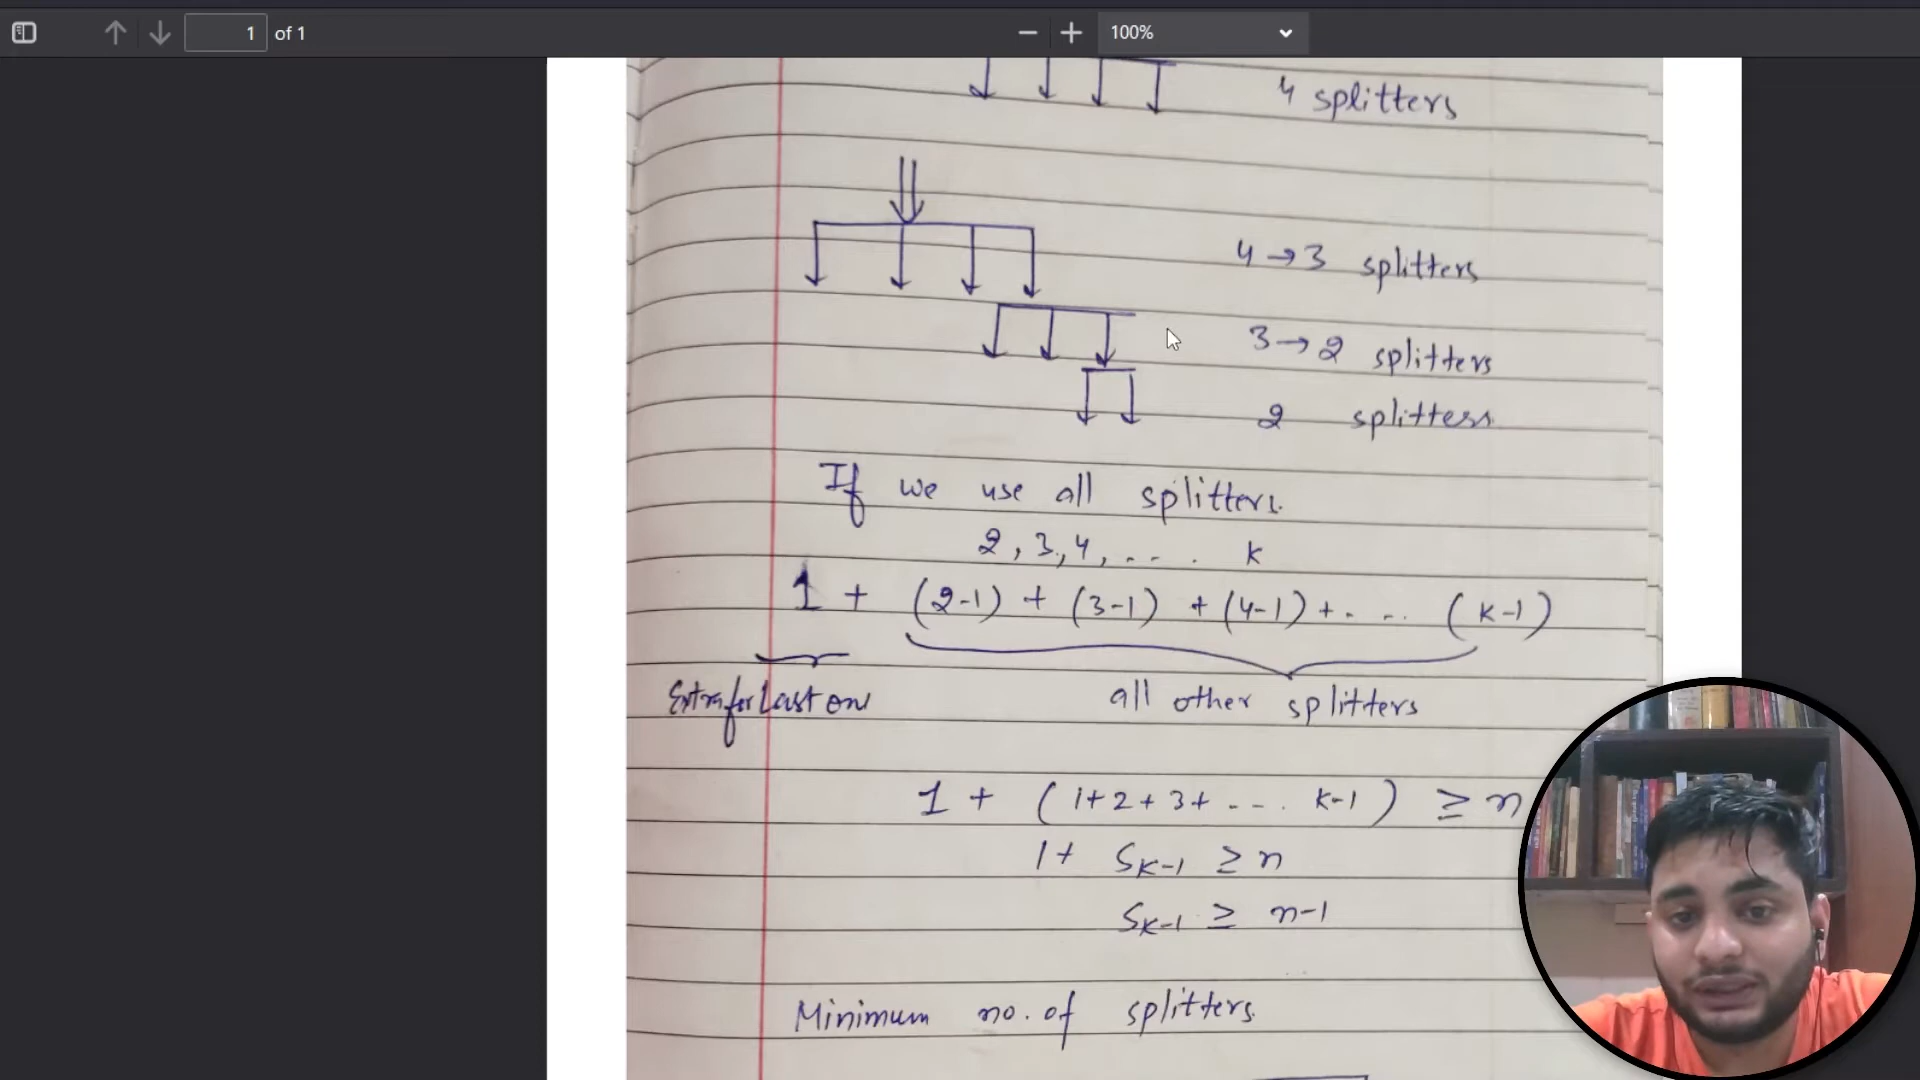 1 of 1
100%
4 splitters
4 → 3 splitters
3 → 2 splitters
2 splitters
If we use all splitters.
2, 3, 4, ... . k
1 + (2-1) + (3-1) + (4-1) + . .. (k-1)
Extra for Last one
all other splitters
1 + (1+2+3+ --. k-1) ≥ n
1+ Sk-1 ≥ n
Sk-1 ≥ n-1
Minimum no. of splitters.